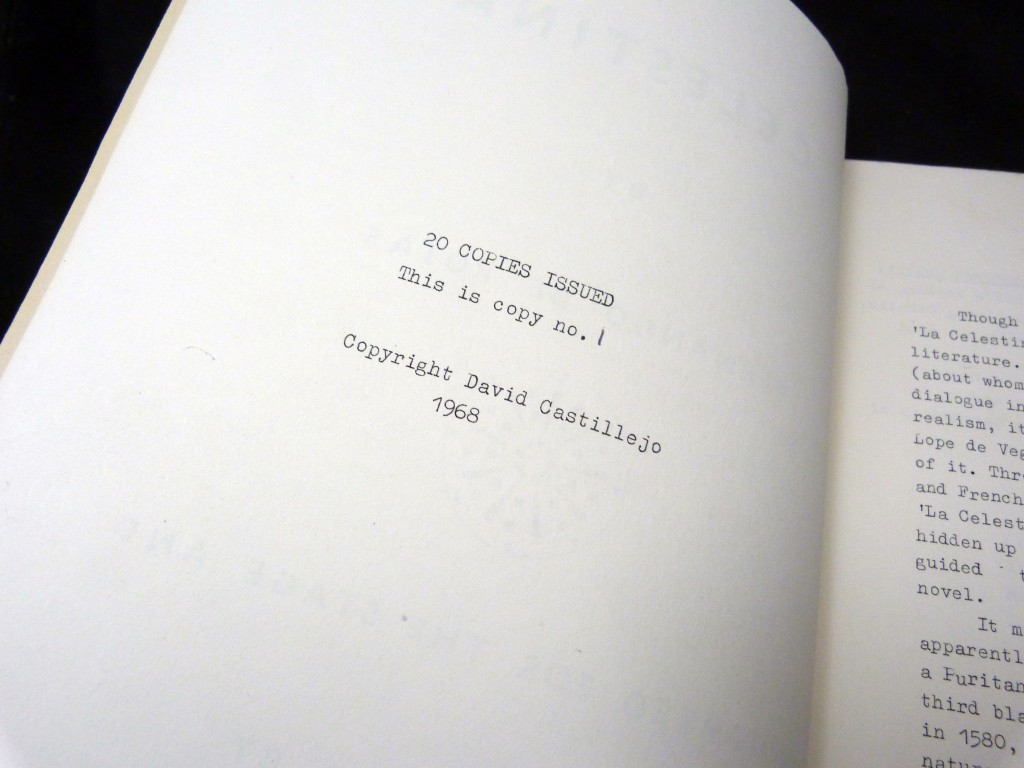 20 COPIES ISSUED
This is copy no. 1
Copyright David Castillejo
1968
Though
'La Celestin
literature.
(about whom
dialogue in
realism, it
Lope de Veg
of it. Thr
and French
'La Celest
hidden up
guided t
novel.
It m
apparentl
a Puritan
third bla
in 1580,
natu